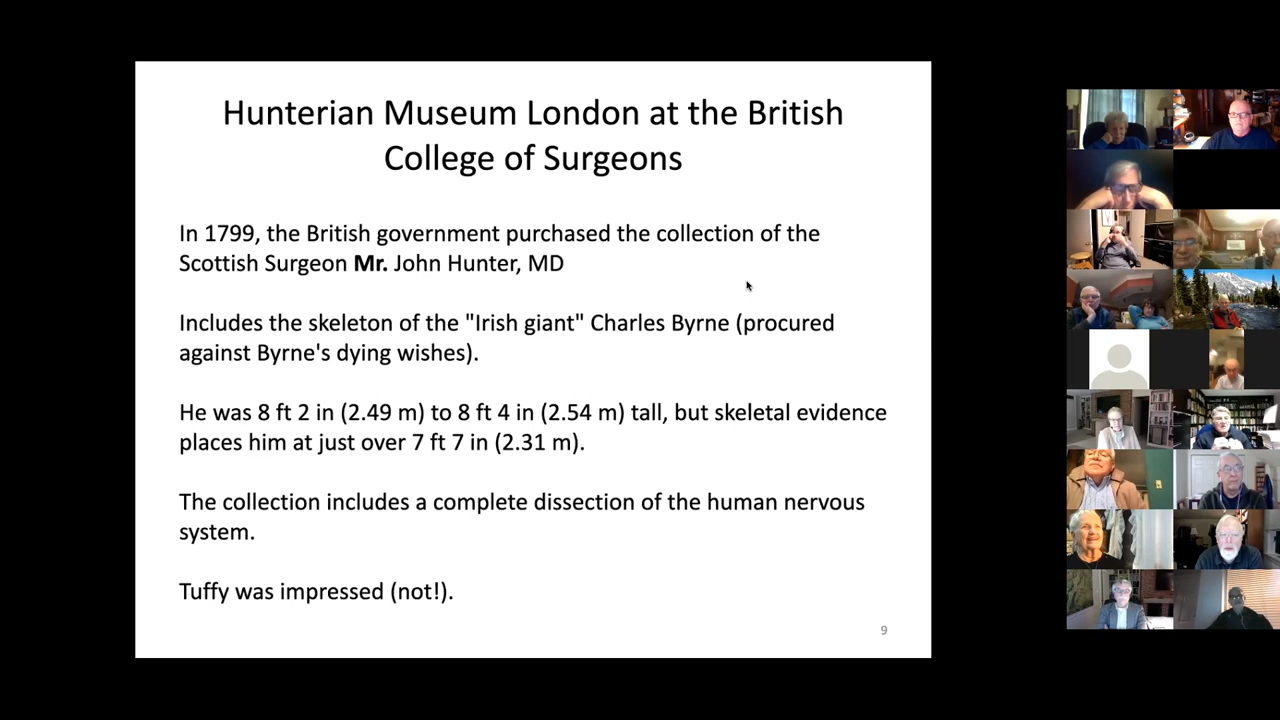 Hunterian Museum London at the British
College of Surgeons
In 1799, the British government purchased the collection of the
Scottish Surgeon Mr. John Hunter, MD
Includes the skeleton of the "Irish giant" Charles Byrne (procured
against Byrne's dying wishes).
He was 8 ft 2 in (2.49 m) to 8 ft 4 in (2.54 m) tall, but skeletal evidence
places him at just over 7 ft 7 in (2.31 m).
The collection includes a complete dissection of the human nervous
system.
Tuffy was impressed (not!).
9